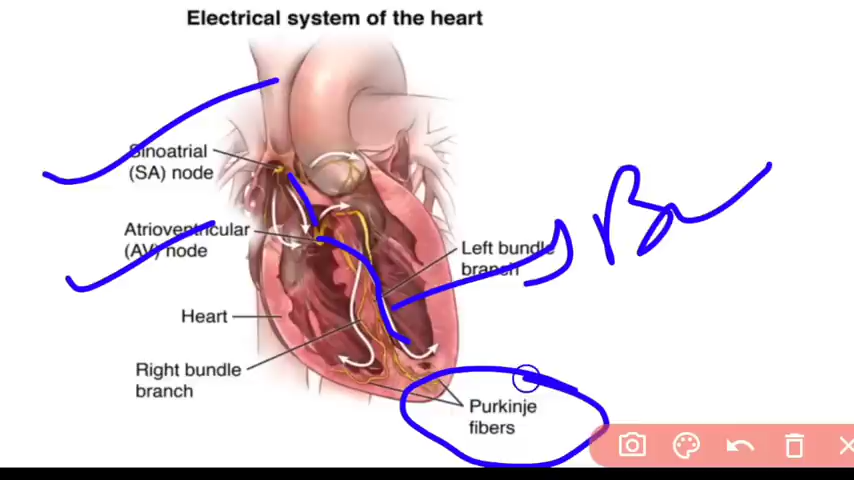 Electrical system of the heart
Sinoatrial
(SA) node
Atrioventricular
(AV) node
Left bundle
branch
Heart
Right bundle
branch
Purkinje
fibers